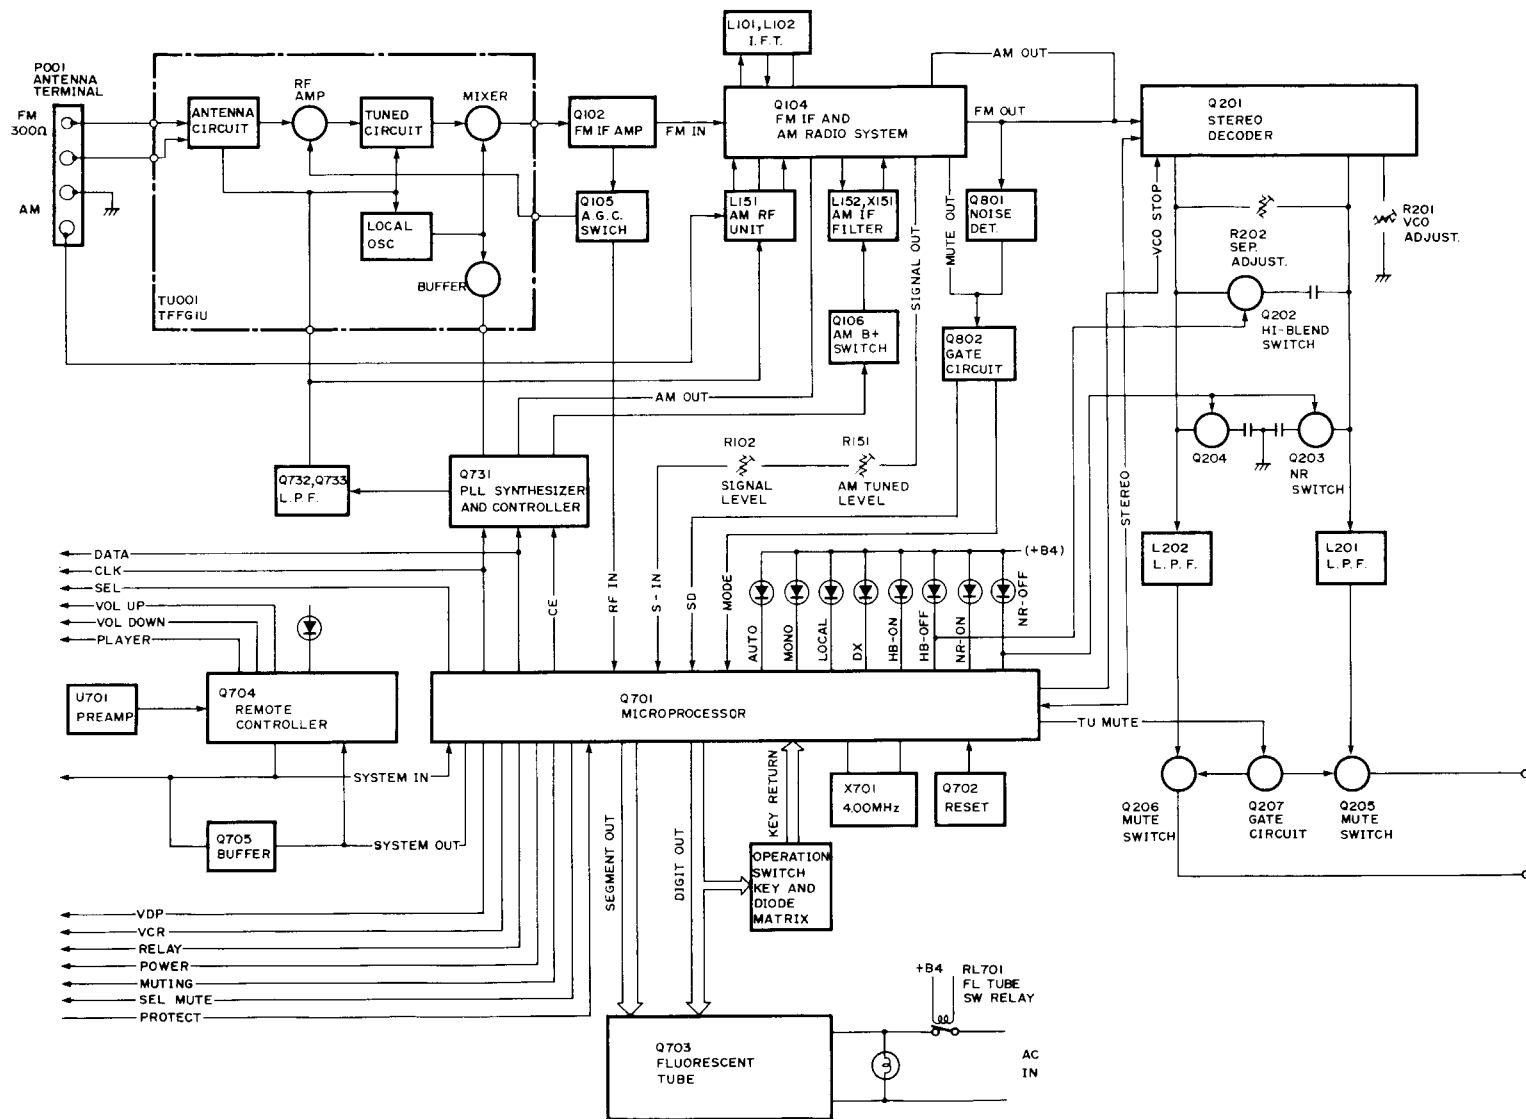 L101, L102
I.F.T.
AM OUT
P001
ANTENNA
TERMINAL
FM
300Ω
AM
RF
AMP
MIXER
ANTENNA
CIRCUIT
TUNED
CIRCUIT
LOCAL
OSC
BUFFER
TU001
TFFG1U
Q102
FM IF AMP
FM IN
Q104
FM IF AND
AM RADIO SYSTEM
FM OUT
Q201
STEREO
DECODER
Q105
A.G.C.
SWICH
L151
AM RF
UNIT
L152, X151
AM IF
FILTER
SIGNAL OUT
MUTE OUT
Q801
NOISE
DET.
VCO STOP
R202
SEP.
ADJUST.
R201
VCO
ADJUST.
Q106
AM B+
SWITCH
Q802
GATE
CIRCUIT
Q202
HI-BLEND
SWITCH
AM OUT
Q204
Q203
NR
SWITCH
Q732, Q733
L.P.F.
Q731
PLL SYNTHESIZER
AND CONTROLLER
R102
SIGNAL
LEVEL
R151
AM TUNED
LEVEL
STEREO
L202
L.P.F.
L201
L.P.F.
DATA
CLK
SEL
VOL UP
VOL DOWN
PLAYER
CE
RF IN
S-IN
SD
MODE
(+B4)
AUTO
MONO
LOCAL
DX
HB-ON
HB-OFF
NR-ON
NR-OFF
U701
PREAMP
Q704
REMOTE
CONTROLLER
Q701
MICROPROCESSOR
TU MUTE
SYSTEM IN
Q705
BUFFER
SYSTEM OUT
SEGMENT OUT
DIGIT OUT
KEY RETURN
X701
4.00MHz
Q702
RESET
Q206
MUTE
SWITCH
Q207
GATE
CIRCUIT
Q205
MUTE
SWITCH
OPERATION
SWITCH
KEY AND
DIODE
MATRIX
VDP
VCR
RELAY
POWER
MUTING
SEL MUTE
PROTECT
+B4
RL701
FL TUBE
SW RELAY
Q703
FLUORESCENT
TUBE
AC
IN